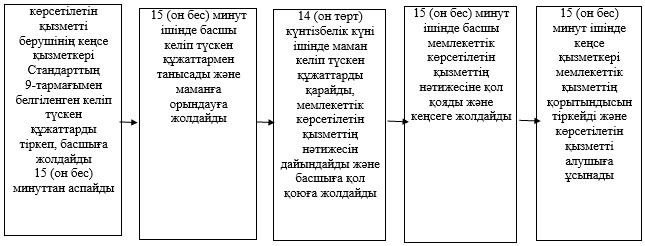 көрсетілетін
қызметті
берушінің кеңсе
қызметкері
Стандарттың
9-тармағымен
белгіленген келіп
түскен
құжаттарды
тіркеп, басшыға
жолдайды
15 (он бес)
минуттан аспайды
15 (он бес) минут
ішінде басшы
келіп түскен
құжаттармен
танысады және
маманға
орындауға
жолдайды
14 (он төрт)
күнтізбелік күні
ішінде маман
келіп түскен
құжаттарды
қарайды,
мемлекеттік
көрсетілетін
қызметтің
нәтижесін
дайындайды және
басшыға қол
қоюға жолдайды
15 (он бес) минут
ішінде басшы
мемлекеттік
көрсетілетін
қызметтің
нәтижесіне қол
қояды және
кеңсеге жолдайды
15 (он бес)
минут ішінде
кеңсе
қызметкері
мемлекеттік
қызметтің
қорытындысын
тіркейді және
көрсетілетін
қызметті
алушыға
ұсынады